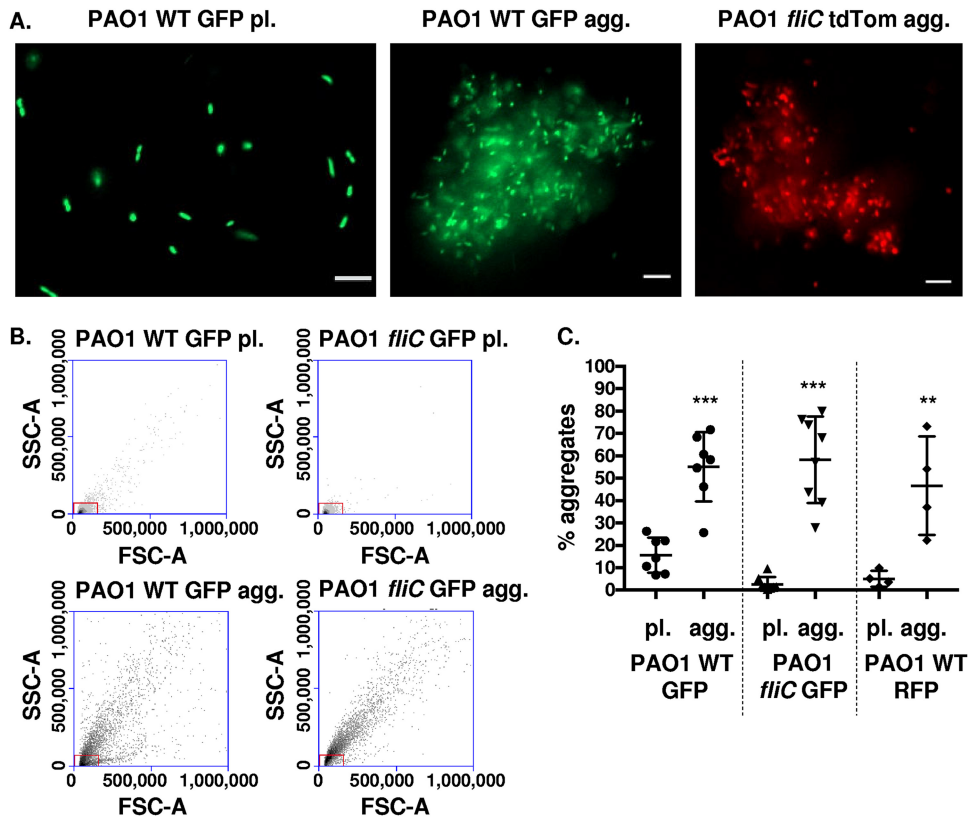 A.
PAO1 WT GFP pl.
PAO1 WT GFP agg.
PAO1 fliC tdTom agg.
B.
PAO1 WT GFP pl.
PAO1 fliC GFP pl.
SSC-A
0
500,000
1,000,000
0
500,000
1,000,000
FSC-A
SSC-A
0
500,000
1,000,000
0
500,000
1,000,000
FSC-A
PAO1 WT GFP agg.
PAO1 fliC GFP agg.
SSC-A
0
500,000
1,000,000
0
500,000
1,000,000
FSC-A
SSC-A
0
500,000
1,000,000
0
500,000
1,000,000
FSC-A
C.
% aggregates
100
90
80
70
60
50
40
30
20
10
0
***
***
**
pl. agg.
pl. agg.
pl. agg.
PAO1 WT
GFP
PAO1
fliC GFP
PAO1 WT
RFP